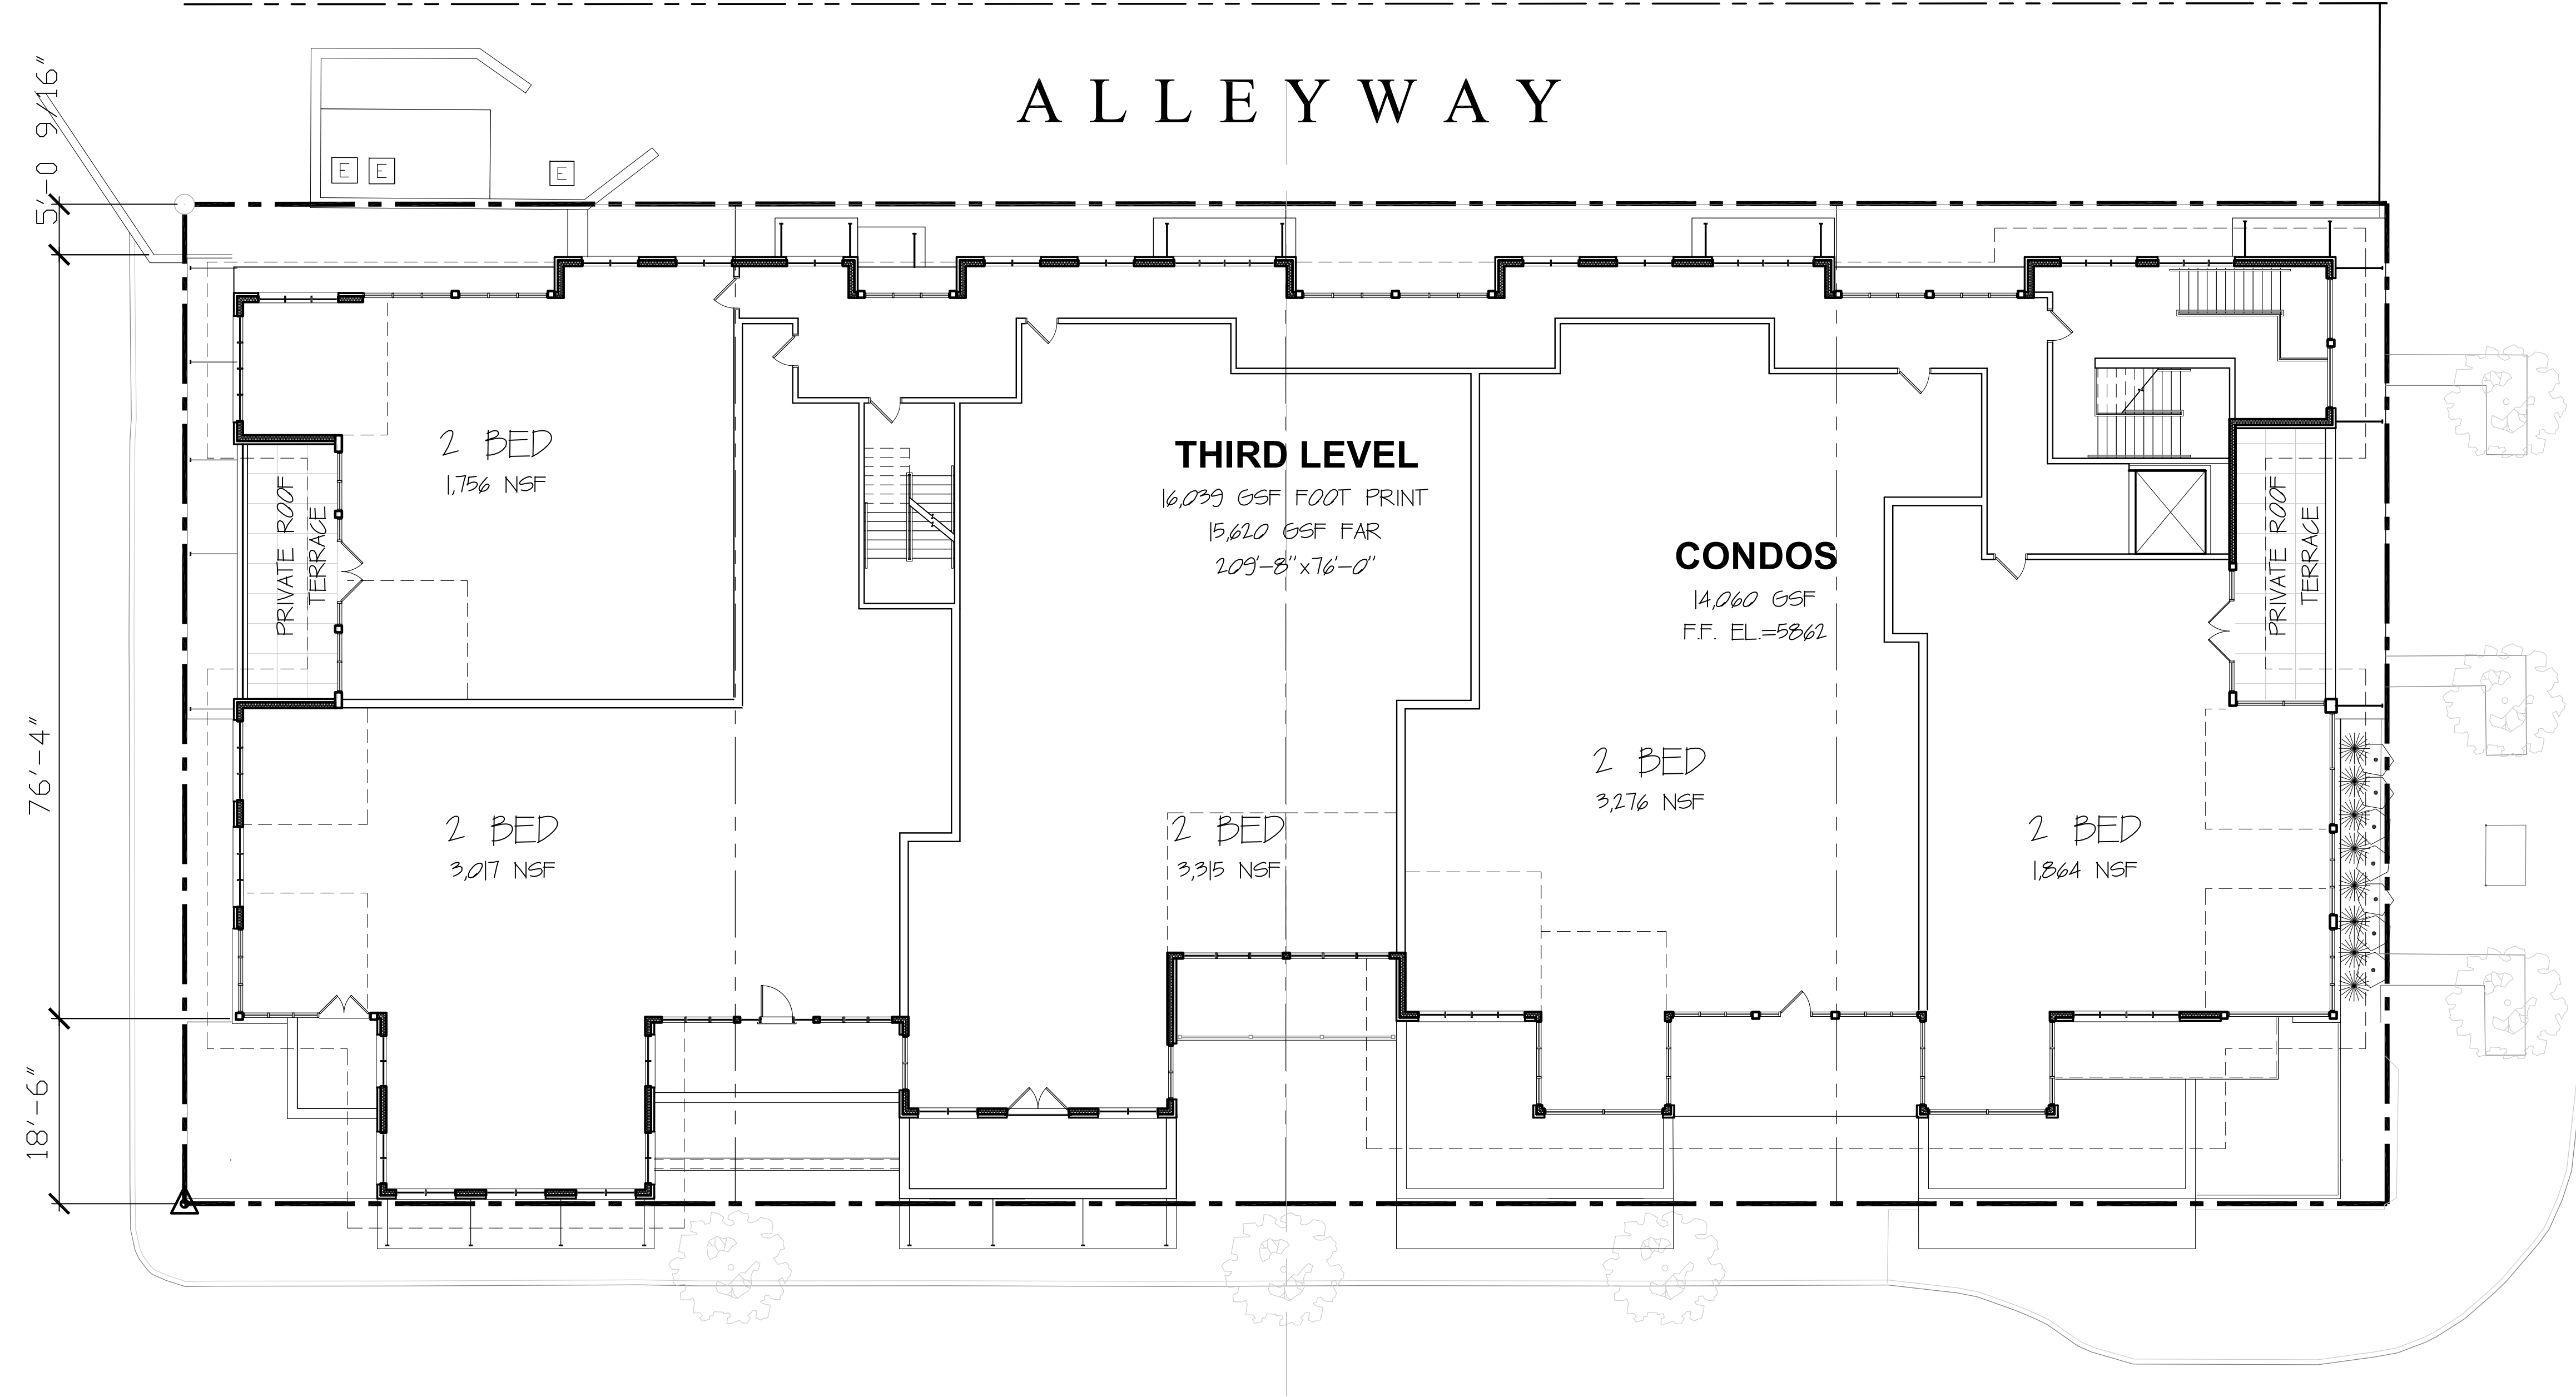 A L L E Y W A Y
5'-0 9/16"
E
E
E
2 BED
1,756 NSF
PRIVATE ROOF
TERRACE
THIRD LEVEL
16,039 GSF FOOT PRINT
15,620 GSF FAR
209'-8"x76'-0"
CONDOS
14,060 GSF
F.F. EL.=5862
PRIVATE ROOF
TERRACE
76'-4"
2 BED
3,017 NSF
2 BED
3,315 NSF
2 BED
3,276 NSF
2 BED
1,864 NSF
18'-6"